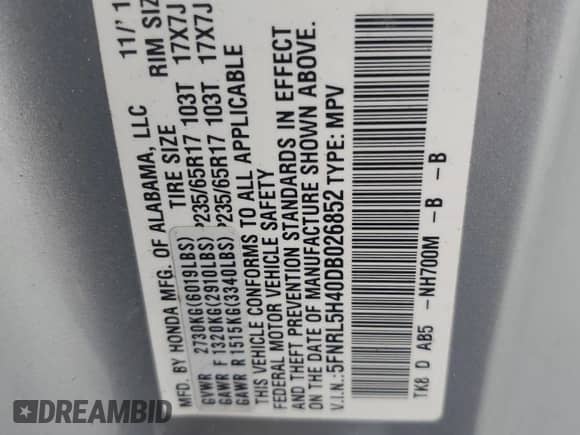 MFD. BY HONDA MFG. OF ALABAMA, LLC 11/'1
GVWR 2730KG(6019LBS) TIRE SIZE RIM SIZ
GAWR F 1320KG(2910LBS) P235/65R17 103T 17X7J
GAWR R 1515KG(3340LBS) P235/65R17 103T 17X7J
THIS VEHICLE CONFORMS TO ALL APPLICABLE
FEDERAL MOTOR VEHICLE SAFETY
AND THEFT PREVENTION STANDARDS IN EFFECT
ON THE DATE OF MANUFACTURE SHOWN ABOVE.
V.I.N.:5FNRL5H40DB026852 TYPE: MPV
TK8 D AB5 -NH700M -B -B
#DREAMBID